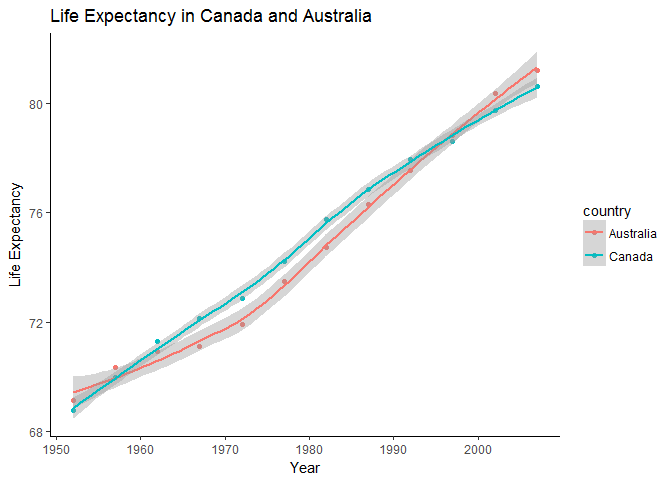 Life Expectancy in Canada and Australia
Life Expectancy
80
76
72
68
1950 1960 1970 1980 1990 2000
Year
country
Australia
Canada